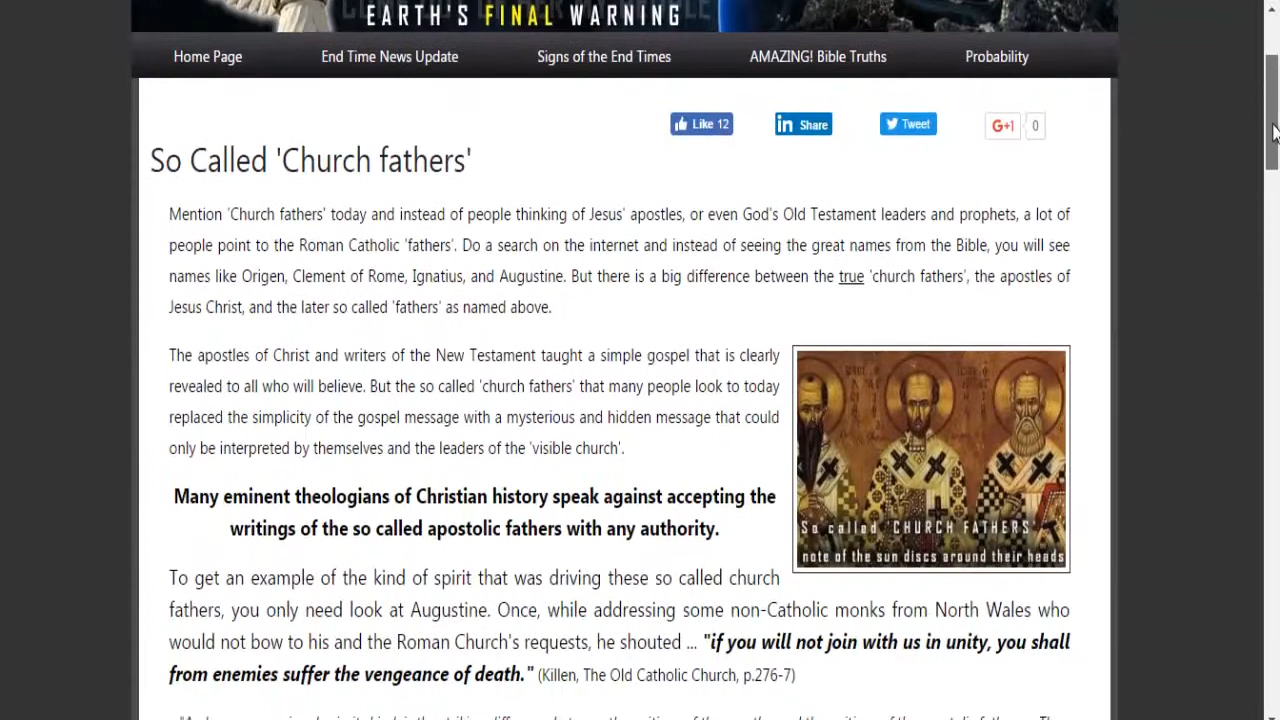 EARTH'S FINAL WARNING
Home Page End Time News Update Signs of the End Times AMAZING! Bible Truths Probability
Like 12 in Share Tweet G+1 0
So Called 'Church fathers'
Mention 'Church fathers' today and instead of people thinking of Jesus' apostles, or even God's Old Testament leaders and prophets, a lot of
people point to the Roman Catholic 'fathers'. Do a search on the internet and instead of seeing the great names from the Bible, you will see
names like Origen, Clement of Rome, Ignatius, and Augustine. But there is a big difference between the true 'church fathers', the apostles of
Jesus Christ, and the later so called 'fathers' as named above.
The apostles of Christ and writers of the New Testament taught a simple gospel that is clearly
revealed to all who will believe. But the so called 'church fathers' that many people look to today
replaced the simplicity of the gospel message with a mysterious and hidden message that could
only be interpreted by themselves and the leaders of the 'visible church'.
Many eminent theologians of Christian history speak against accepting the
writings of the so called apostolic fathers with any authority.
So called 'CHURCH FATHERS'
note of the sun discs around their heads
To get an example of the kind of spirit that was driving these so called church
fathers, you only need look at Augustine. Once, while addressing some non-Catholic monks from North Wales who
would not bow to his and the Roman Church's requests, he shouted ... "if you will not join with us in unity, you shall
from enemies suffer the vengeance of death." (Killen, The Old Catholic Church, p.276-7)